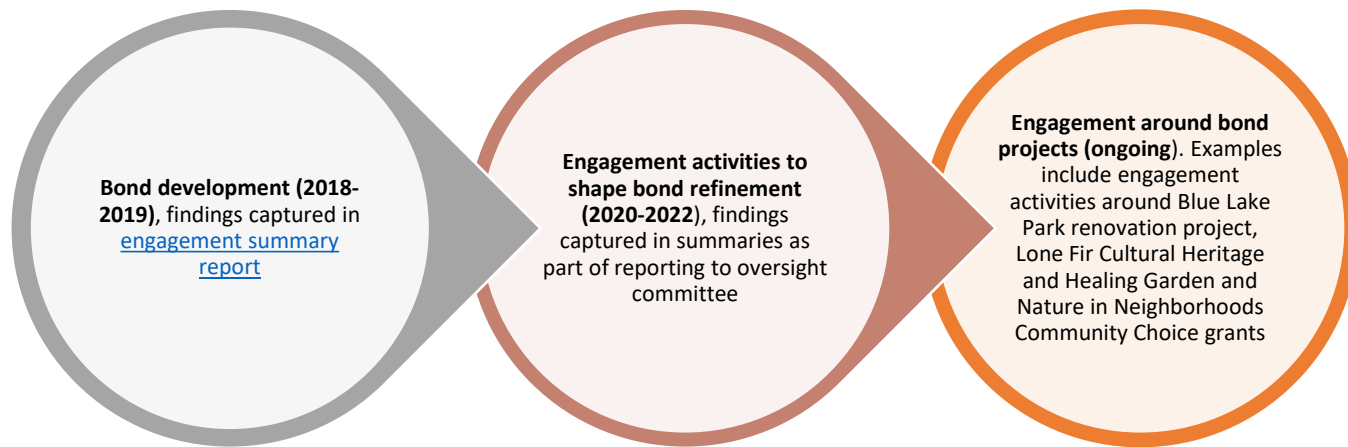 Bond development (2018-
2019), findings captured in
engagement summary
report
Engagement activities to
shape bond refinement
(2020-2022), findings
captured in summaries as
part of reporting to oversight
committee
Engagement around bond
projects (ongoing). Examples
include engagement
activities around Blue Lake
Park renovation project,
Lone Fir Cultural Heritage
and Healing Garden and
Nature in Neighborhoods
Community Choice grants